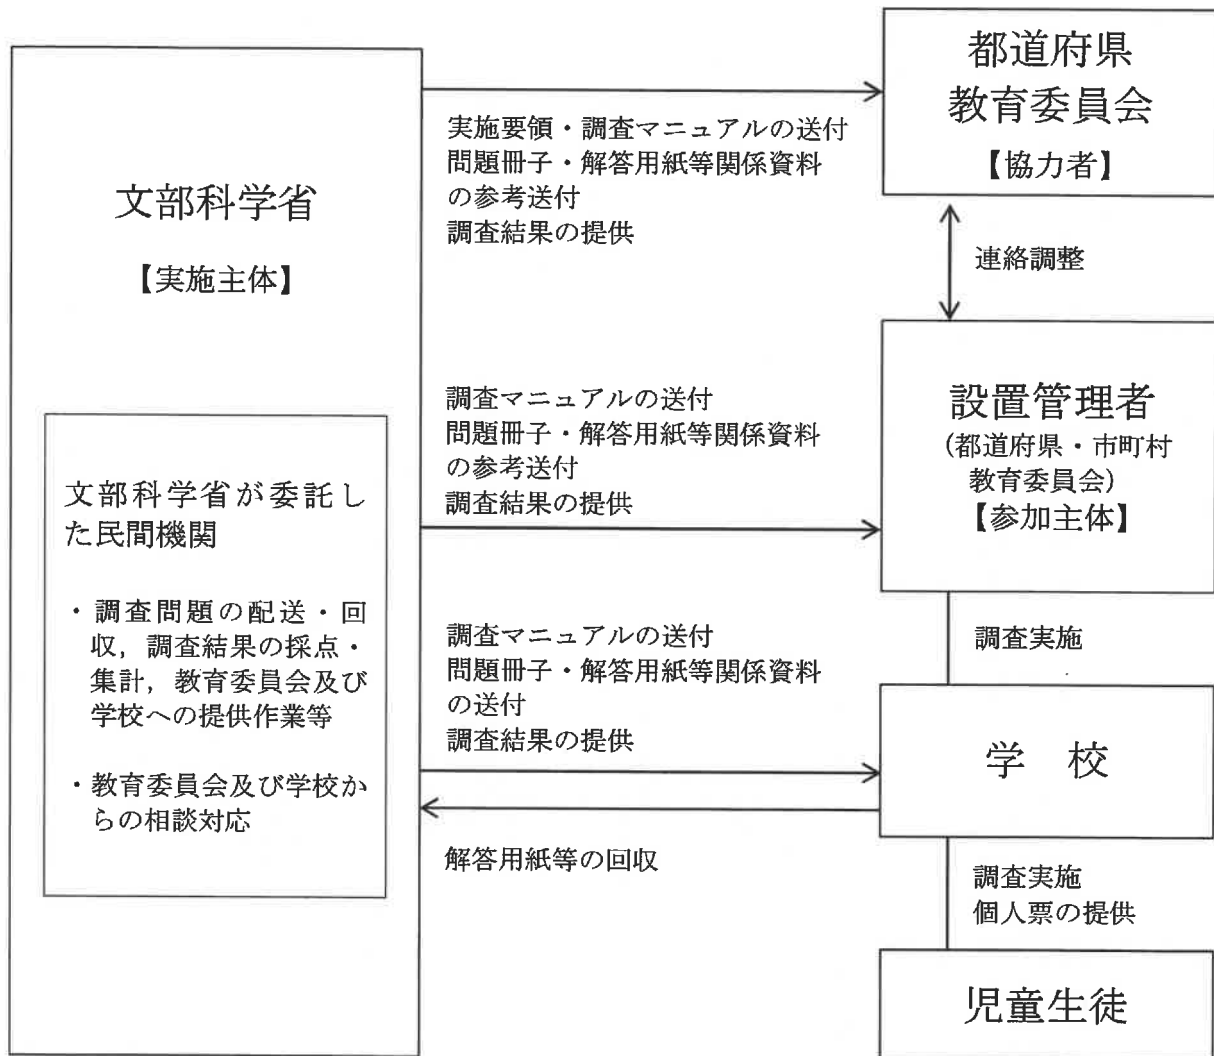 文部科学省
【実施主体】
文部科学省が委託し
た民間機関
・調査問題の配送・回
収，調査結果の採点・
集計，教育委員会及び
学校への提供作業等
・教育委員会及び学校か
らの相談対応
実施要領・調査マニュアルの送付
問題冊子・解答用紙等関係資料
の参考送付
調査結果の提供
都道府県
教育委員会
【協力者】
連絡調整
調査マニュアルの送付
問題冊子・解答用紙等関係資料
の参考送付
調査結果の提供
設置管理者
（都道府県・市町村
教育委員会）
【参加主体】
調査実施
調査マニュアルの送付
問題冊子・解答用紙等関係資料
の送付
調査結果の提供
学　校
解答用紙等の回収
調査実施
個人票の提供
児童生徒